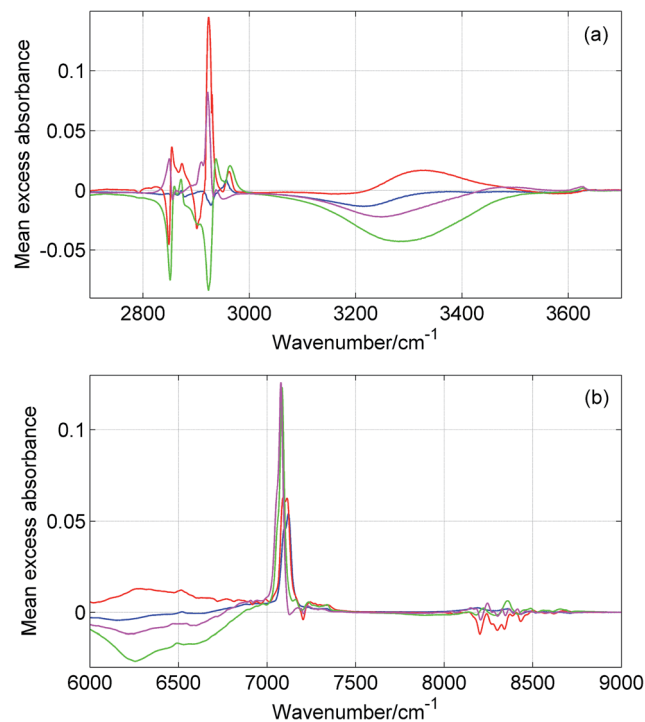 (a)
Mean excess absorbance
0.1
0.05
0
-0.05
2800 3000 3200 3400 3600
Wavenumber/cm⁻¹
(b)
Mean excess absorbance
0.1
0.05
0
6000 6500 7000 7500 8000 8500 9000
Wavenumber/cm⁻¹